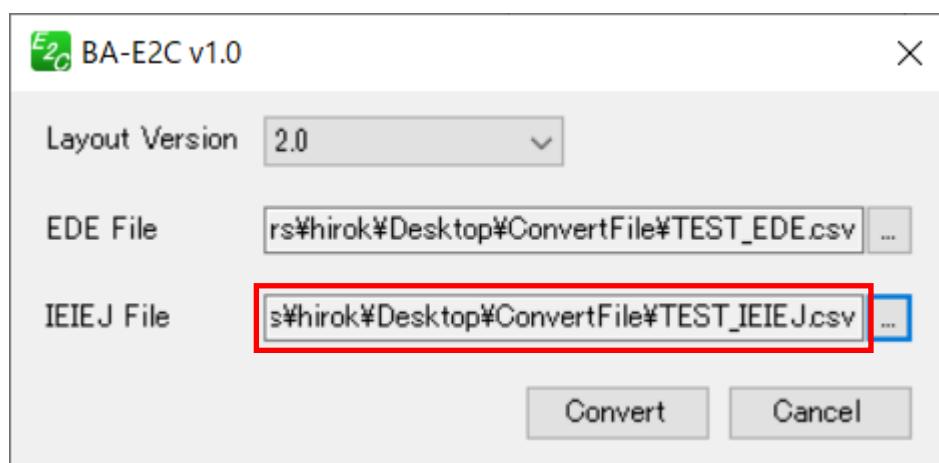 E2C BA-E2C v1.0
Layout Version 2.0
EDE File rs¥hirok¥Desktop¥ConvertFile¥TEST_EDE.csv ...
IEIEJ File s¥hirok¥Desktop¥ConvertFile¥TEST_IEIEJ.csv ...
Convert Cancel